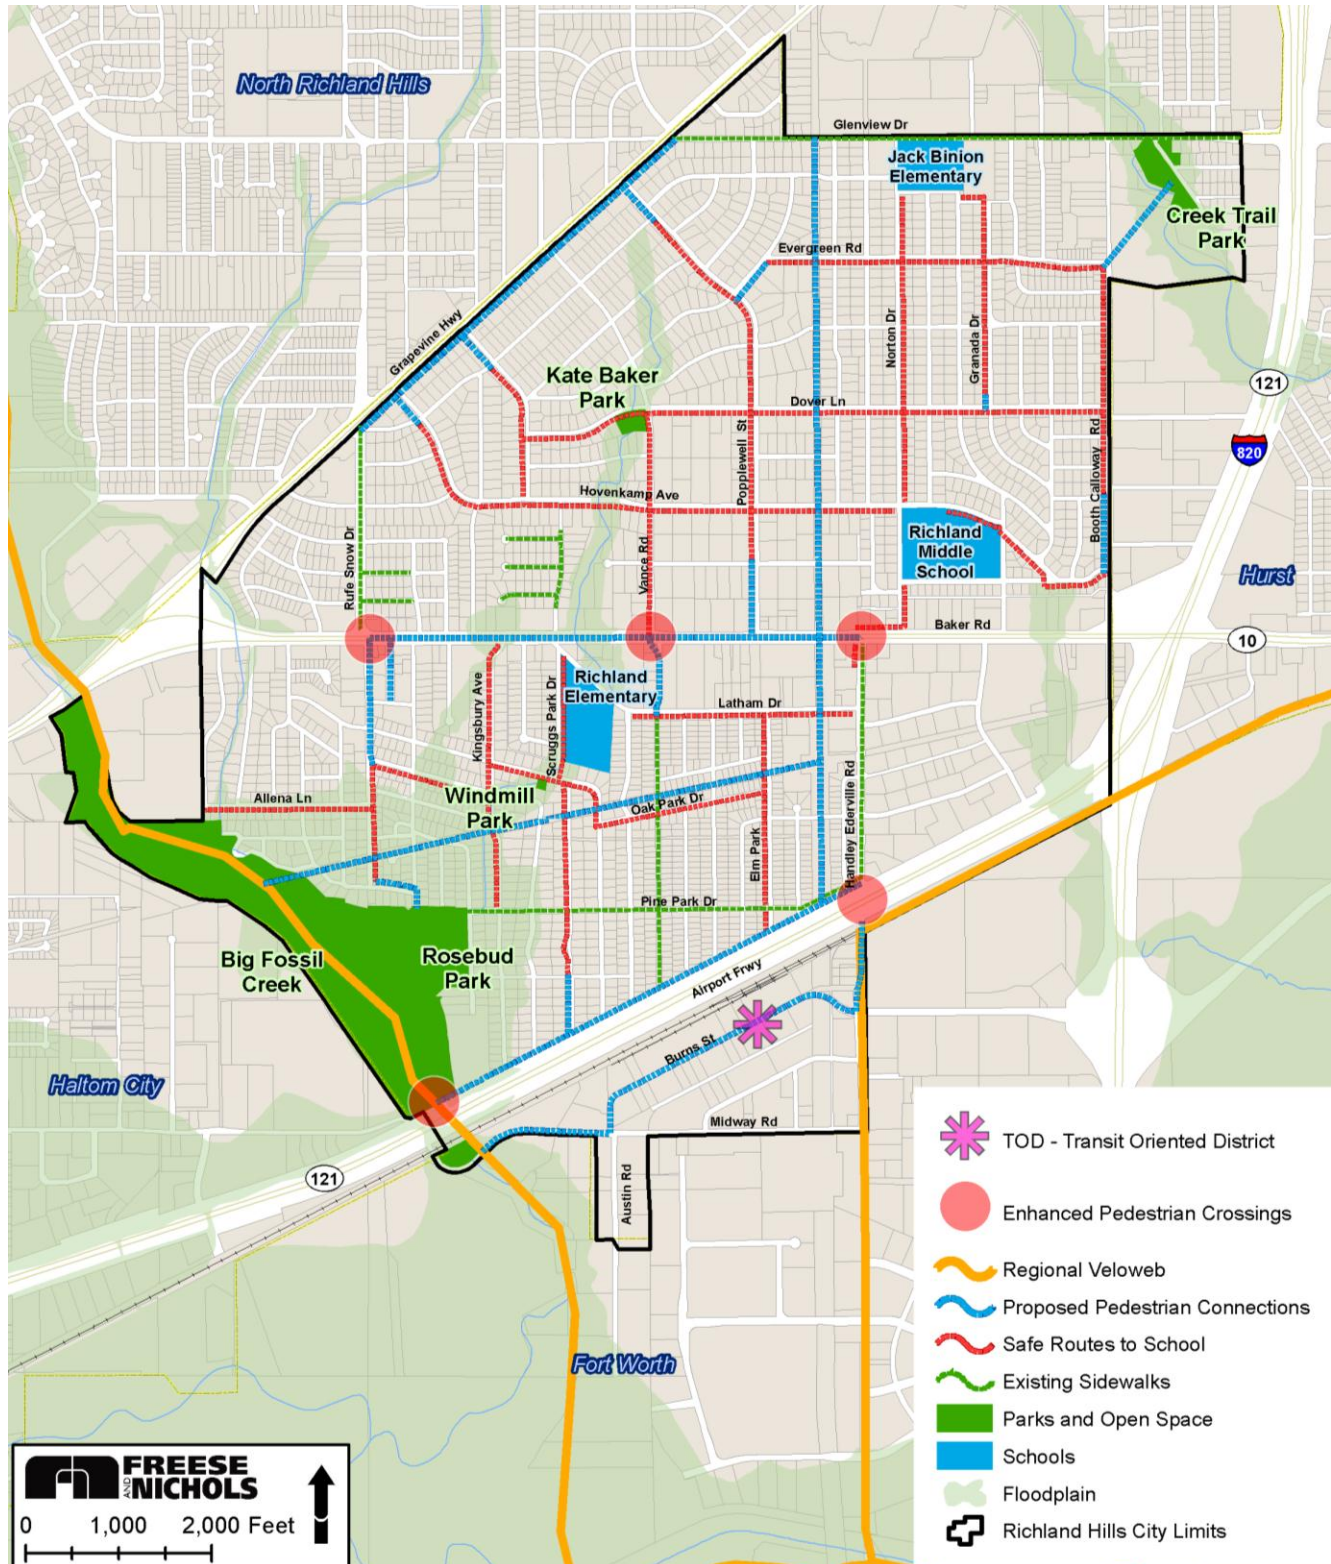 North Richland Hills
Glenview Dr
Jack Binion
Elementary
Creek Trail
Park
Evergreen Rd
Grapevine Hwy
Norton Dr
Granada Dr
Kate Baker
Park
Dover Ln
121
820
Popplewell St
Booth Calloway Rd
Hovenkamp Ave
Rufe Snow Dr
Vance Rd
Richland
Middle
School
Hurst
Baker Rd
10
Richland
Elementary
Kingsbury Ave
Scruggs Park Dr
Latham Dr
Allena Ln
Windmill
Park
Oak Park Dr
Elm Park
Handley Ederville Rd
Pine Park Dr
Big Fossil
Creek
Rosebud
Park
Airport Frwy
Burns St
Haltom City
Midway Rd
121
Austin Rd
Fort Worth
TOD - Transit Oriented District
Enhanced Pedestrian Crossings
Regional Veloweb
Proposed Pedestrian Connections
Safe Routes to School
Existing Sidewalks
Parks and Open Space
Schools
Floodplain
Richland Hills City Limits
FREESE
AND NICHOLS
0 1,000 2,000 Feet